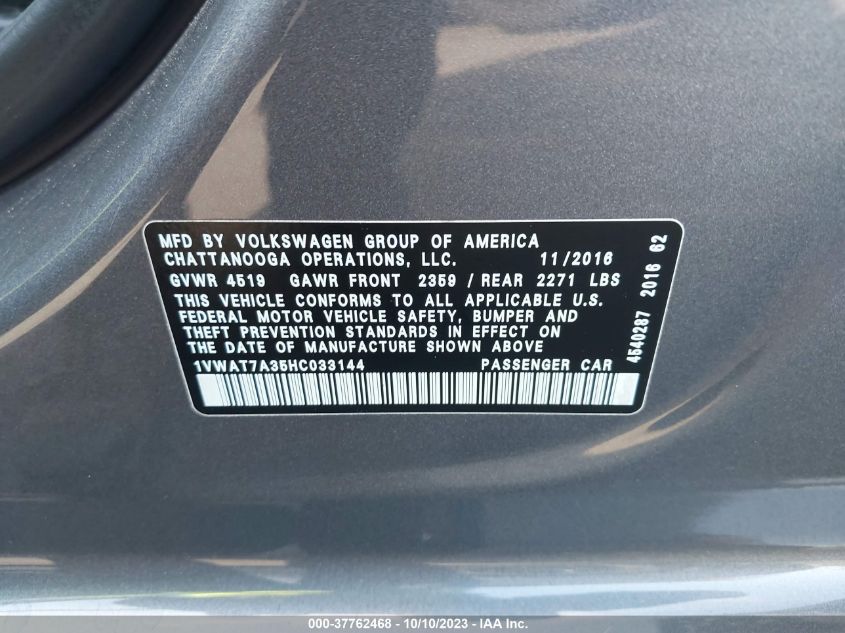 MFD BY VOLKSWAGEN GROUP OF AMERICA
CHATTANOOGA OPERATIONS, LLC. 11/2016
GVWR 4519 GAWR FRONT 2359 / REAR 2271 LBS
THIS VEHICLE CONFORMS TO ALL APPLICABLE U.S.
FEDERAL MOTOR VEHICLE SAFETY, BUMPER AND
THEFT PREVENTION STANDARDS IN EFFECT ON
THE DATE OF MANUFACTURE SHOWN ABOVE
1VWAT7A35HC033144 PASSENGER CAR
4540287 2016 62
000-37762468 - 10/10/2023 - IAA Inc.